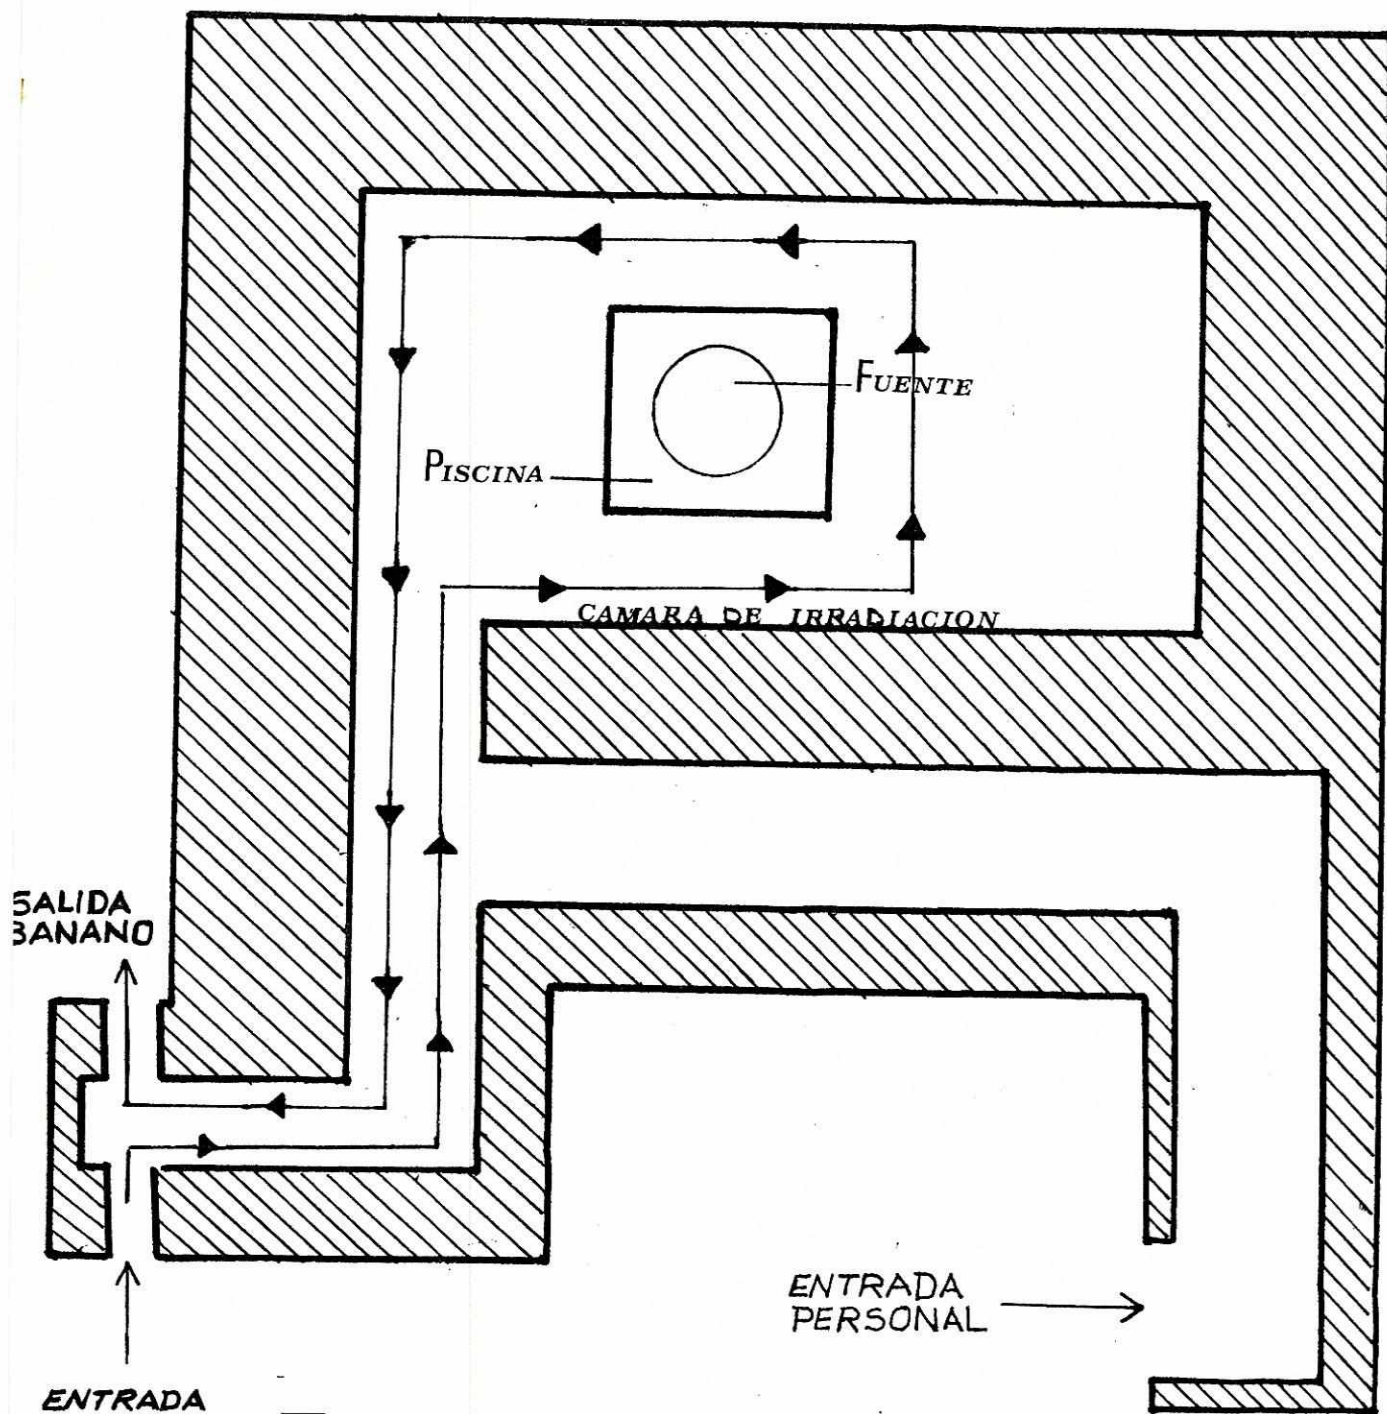 FUENTE
PISCINA
CAMARA DE IRRADIACION
SALIDA
BANANO
ENTRADA
PERSONAL
ENTRADA